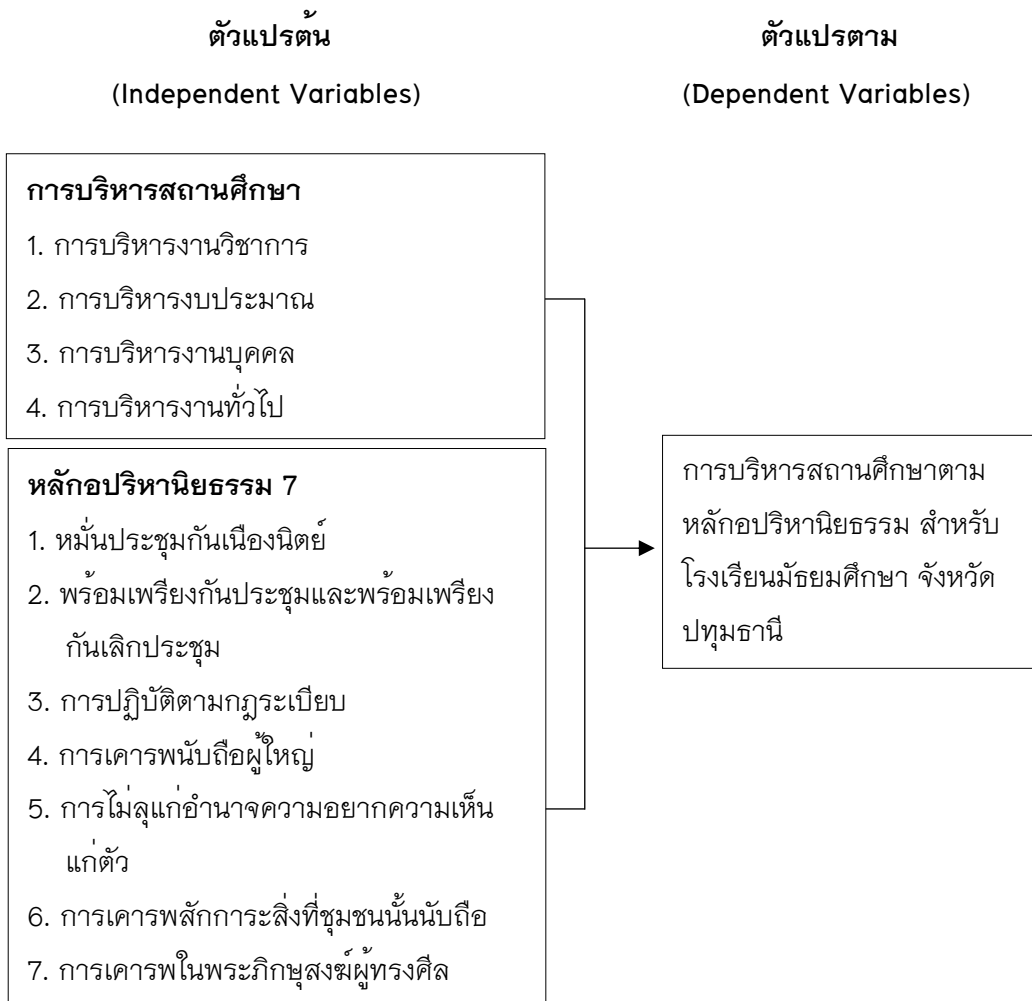 ตัวแปรต้น
(Independent Variables)
ตัวแปรตาม
(Dependent Variables)
การบริหารสถานศึกษา
1. การบริหารงานวิชาการ
2. การบริหารงบประมาณ
3. การบริหารงานบุคคล
4. การบริหารงานทั่วไป
หลักอปริหานิยธรรม 7
1. หมั่นประชุมกันเนืองนิตย์
2. พร้อมเพรียงกันประชุมและพร้อมเพรียง
กันเลิกประชุม
3. การปฏิบัติตามกฎระเบียบ
4. การเคารพนับถือผู้ใหญ่
5. การไม่ลุแก่อำนาจความอยากความเห็น
แก่ตัว
6. การเคารพสักการะสิ่งที่ชุมชนนั้นนับถือ
7. การเคารพในพระภิกษุสงฆ์ผู้ทรงศีล
การบริหารสถานศึกษาตาม
หลักอปริหานิยธรรม สำหรับ
โรงเรียนมัธยมศึกษา จังหวัด
ปทุมธานี